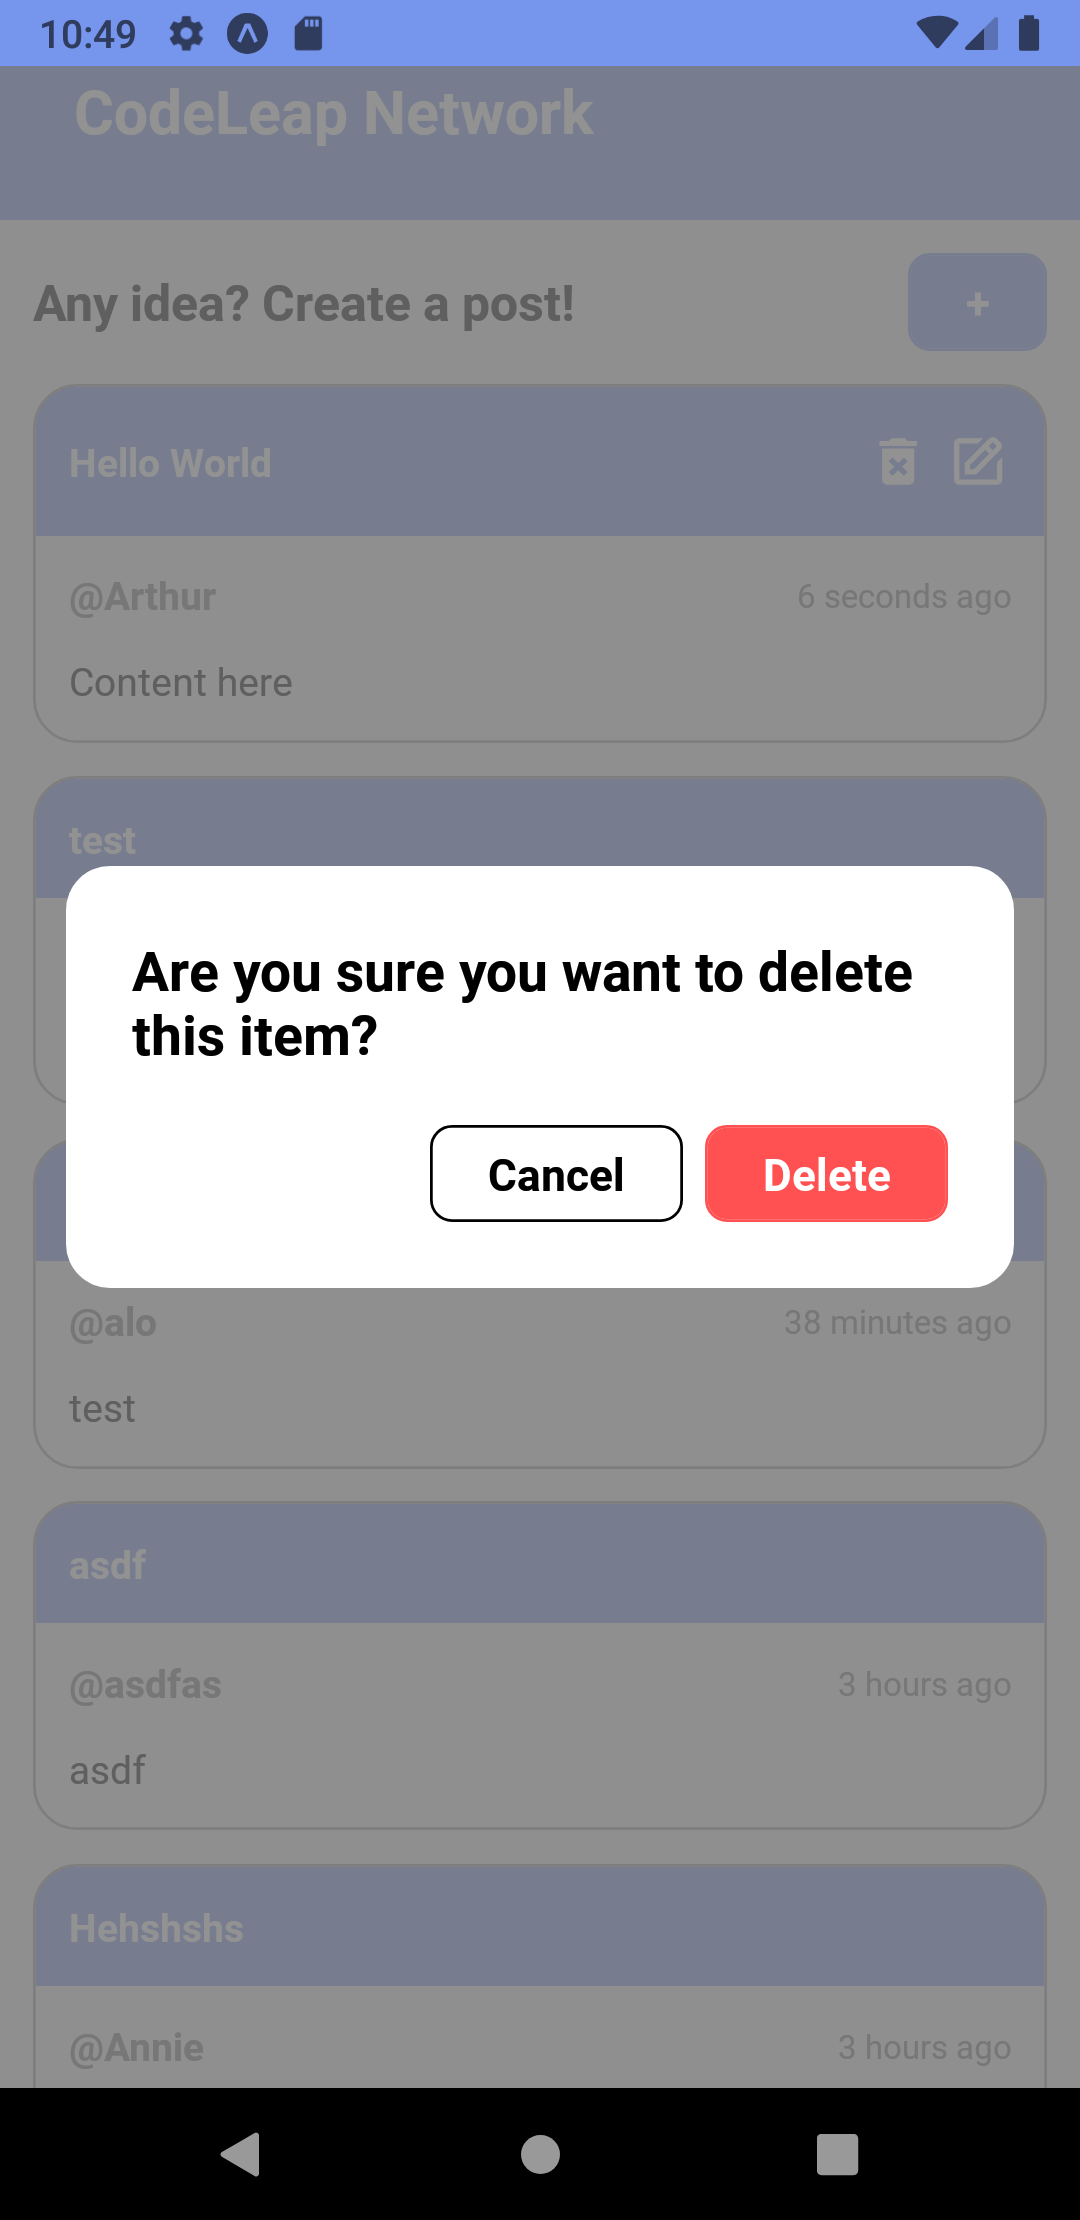 10:49
CodeLeap Network
Any idea? Create a post!
+
Hello World
@Arthur
6 seconds ago
Content here
test
Are you sure you want to delete
this item?
Cancel
Delete
@alo
38 minutes ago
test
asdf
@asdfas
3 hours ago
asdf
Hehshshs
@Annie
3 hours ago